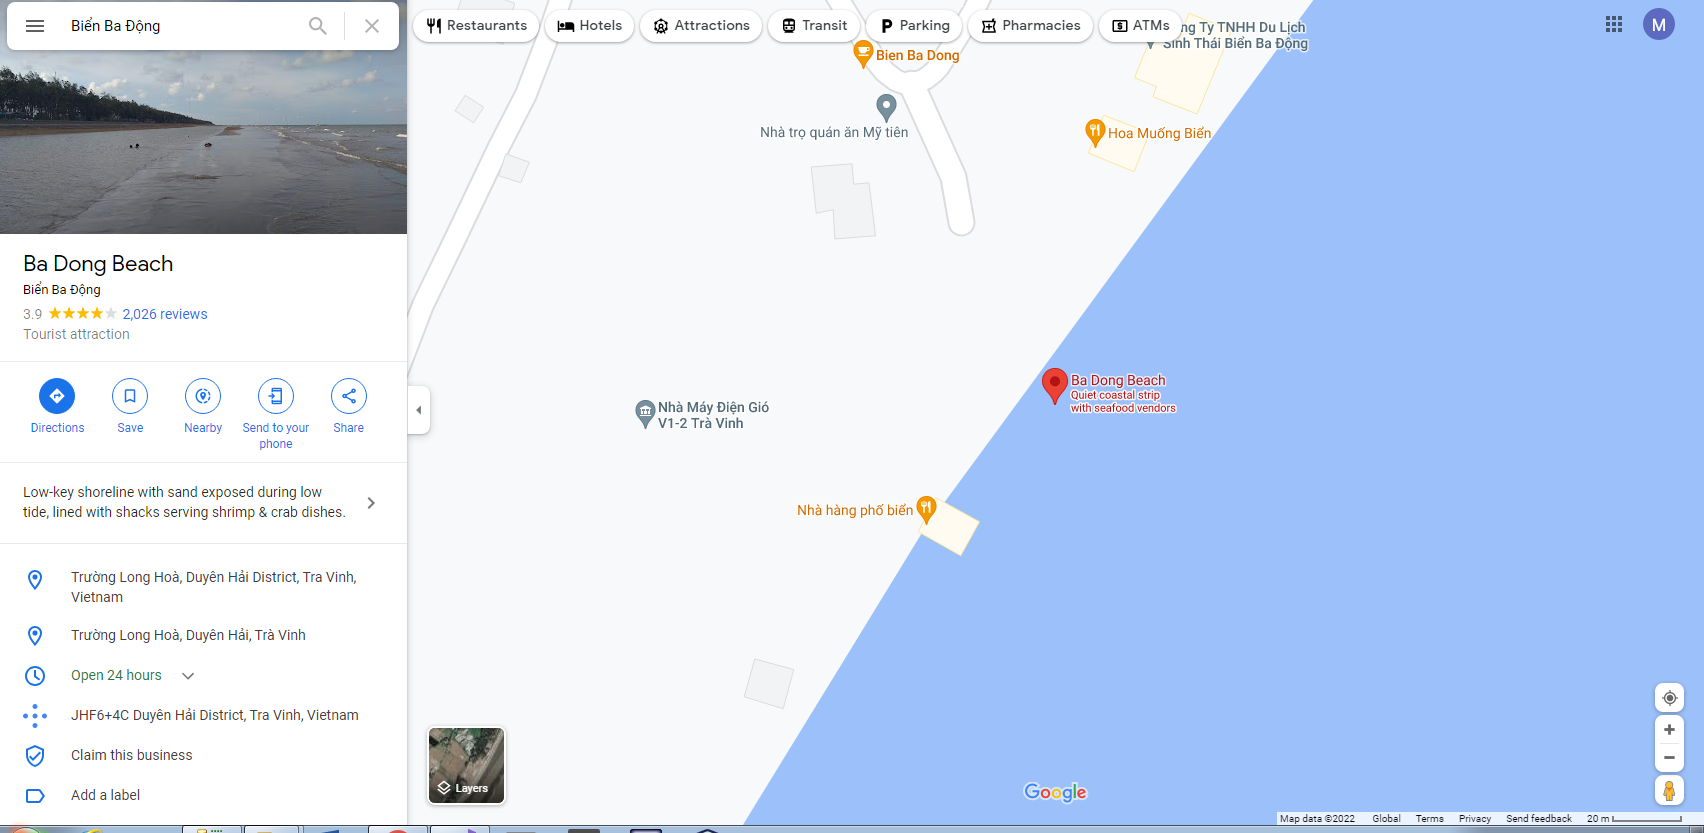 Biển Ba Động
Restaurants
Hotels
Attractions
Transit
Parking
Pharmacies
ATMs
M
Ty TNHH Du Lịch
Sinh Thái Biển Ba Động
Bien Ba Dong
Nhà trọ quán ăn Mỹ tiên
Hoa Muống Biển
Ba Dong Beach
Biển Ba Động
3.9
2,026 reviews
Tourist attraction
Directions
Save
Nearby
Send to your
phone
Share
Low-key shoreline with sand exposed during low
tide, lined with shacks serving shrimp & crab dishes.
Trường Long Hoà, Duyên Hải District, Tra Vinh,
Vietnam
Trường Long Hoà, Duyên Hải, Trà Vinh
Open 24 hours
JHF6+4C Duyên Hải District, Tra Vinh, Vietnam
Claim this business
Add a label
Ba Dong Beach
Quiet coastal strip
with seafood vendors
Nhà Máy Điện Gió
V1-2 Trà Vinh
Nhà hàng phố biển
Layers
Google
Map data ©2022
Global
Terms
Privacy
Send feedback
20 m